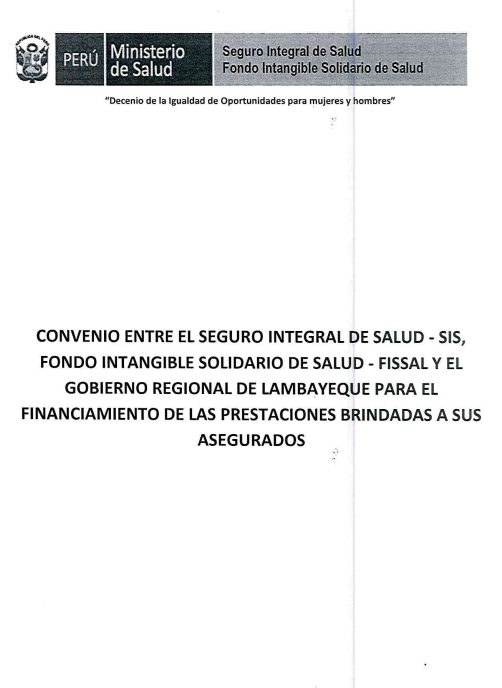 PERÚ
Ministerio
de Salud
Seguro Integral de Salud
Fondo Intangible Solidario de Salud
"Decenio de la Igualdad de Oportunidades para mujeres y hombres"
CONVENIO ENTRE EL SEGURO INTEGRAL DE SALUD - SIS,
FONDO INTANGIBLE SOLIDARIO DE SALUD - FISSAL Y EL
GOBIERNO REGIONAL DE LAMBAYEQUE PARA EL
FINANCIAMIENTO DE LAS PRESTACIONES BRINDADAS A SUS
ASEGURADOS